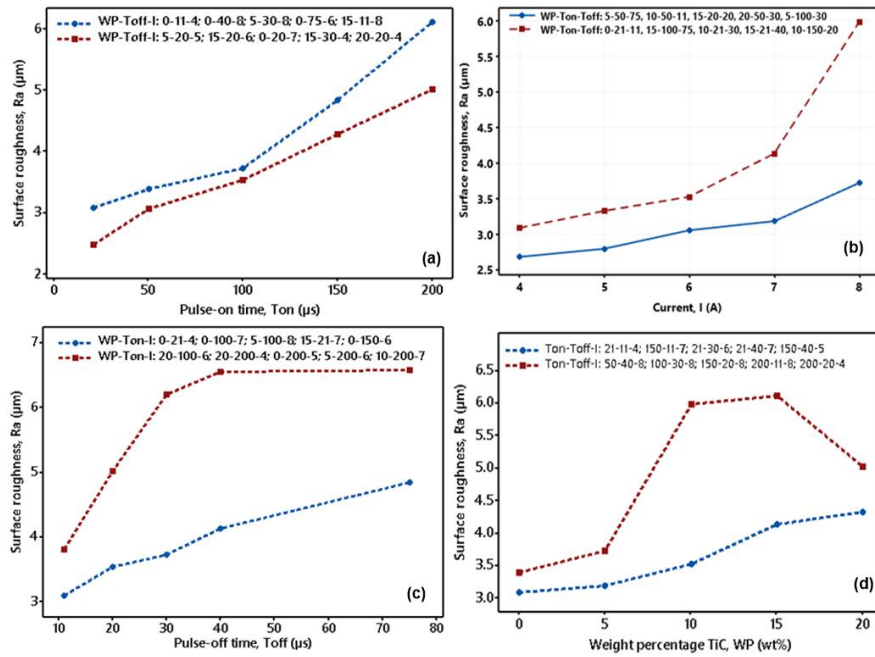 WP-Toff-I: 0-11-4; 0-40-8; 5-30-8; 0-75-6; 15-11-8
WP-Toff-I: 5-20-5; 15-20-6; 0-20-7; 15-30-4; 20-20-4
Surface roughness, Ra (µm)
6
5
4
3
2
0
50
100
150
200
Pulse-on time, Ton (µs)
(a)
WP-Ton-Toff: 5-50-75, 10-50-11, 15-20-20, 20-50-30, 5-100-30
WP-Ton-Toff: 0-21-11, 15-100-75, 10-21-30, 15-21-40, 10-150-20
Surface roughness, Ra (µm)
6.0
5.5
5.0
4.5
4.0
3.5
3.0
2.5
4
5
6
7
8
Current, I (A)
(b)
WP-Ton-I: 0-21-4; 0-100-7; 5-100-8; 15-21-7; 0-150-6
WP-Ton-I: 20-100-6; 20-200-4; 0-200-5; 5-200-6; 10-200-7
Surface roughness, Ra (µm)
7
6
5
4
3
10
20
30
40
50
60
70
80
Pulse-off time, Toff (µs)
(c)
Ton-Toff-I: 21-11-4; 150-11-7; 21-30-6; 21-40-7; 150-40-5
Ton-Toff-I: 50-40-8; 100-30-8; 150-20-8; 200-11-8; 200-20-4
Surface roughness, Ra (µm)
6.5
6.0
5.5
5.0
4.5
4.0
3.5
3.0
0
5
10
15
20
Weight percentage TiC, WP (wt%)
(d)